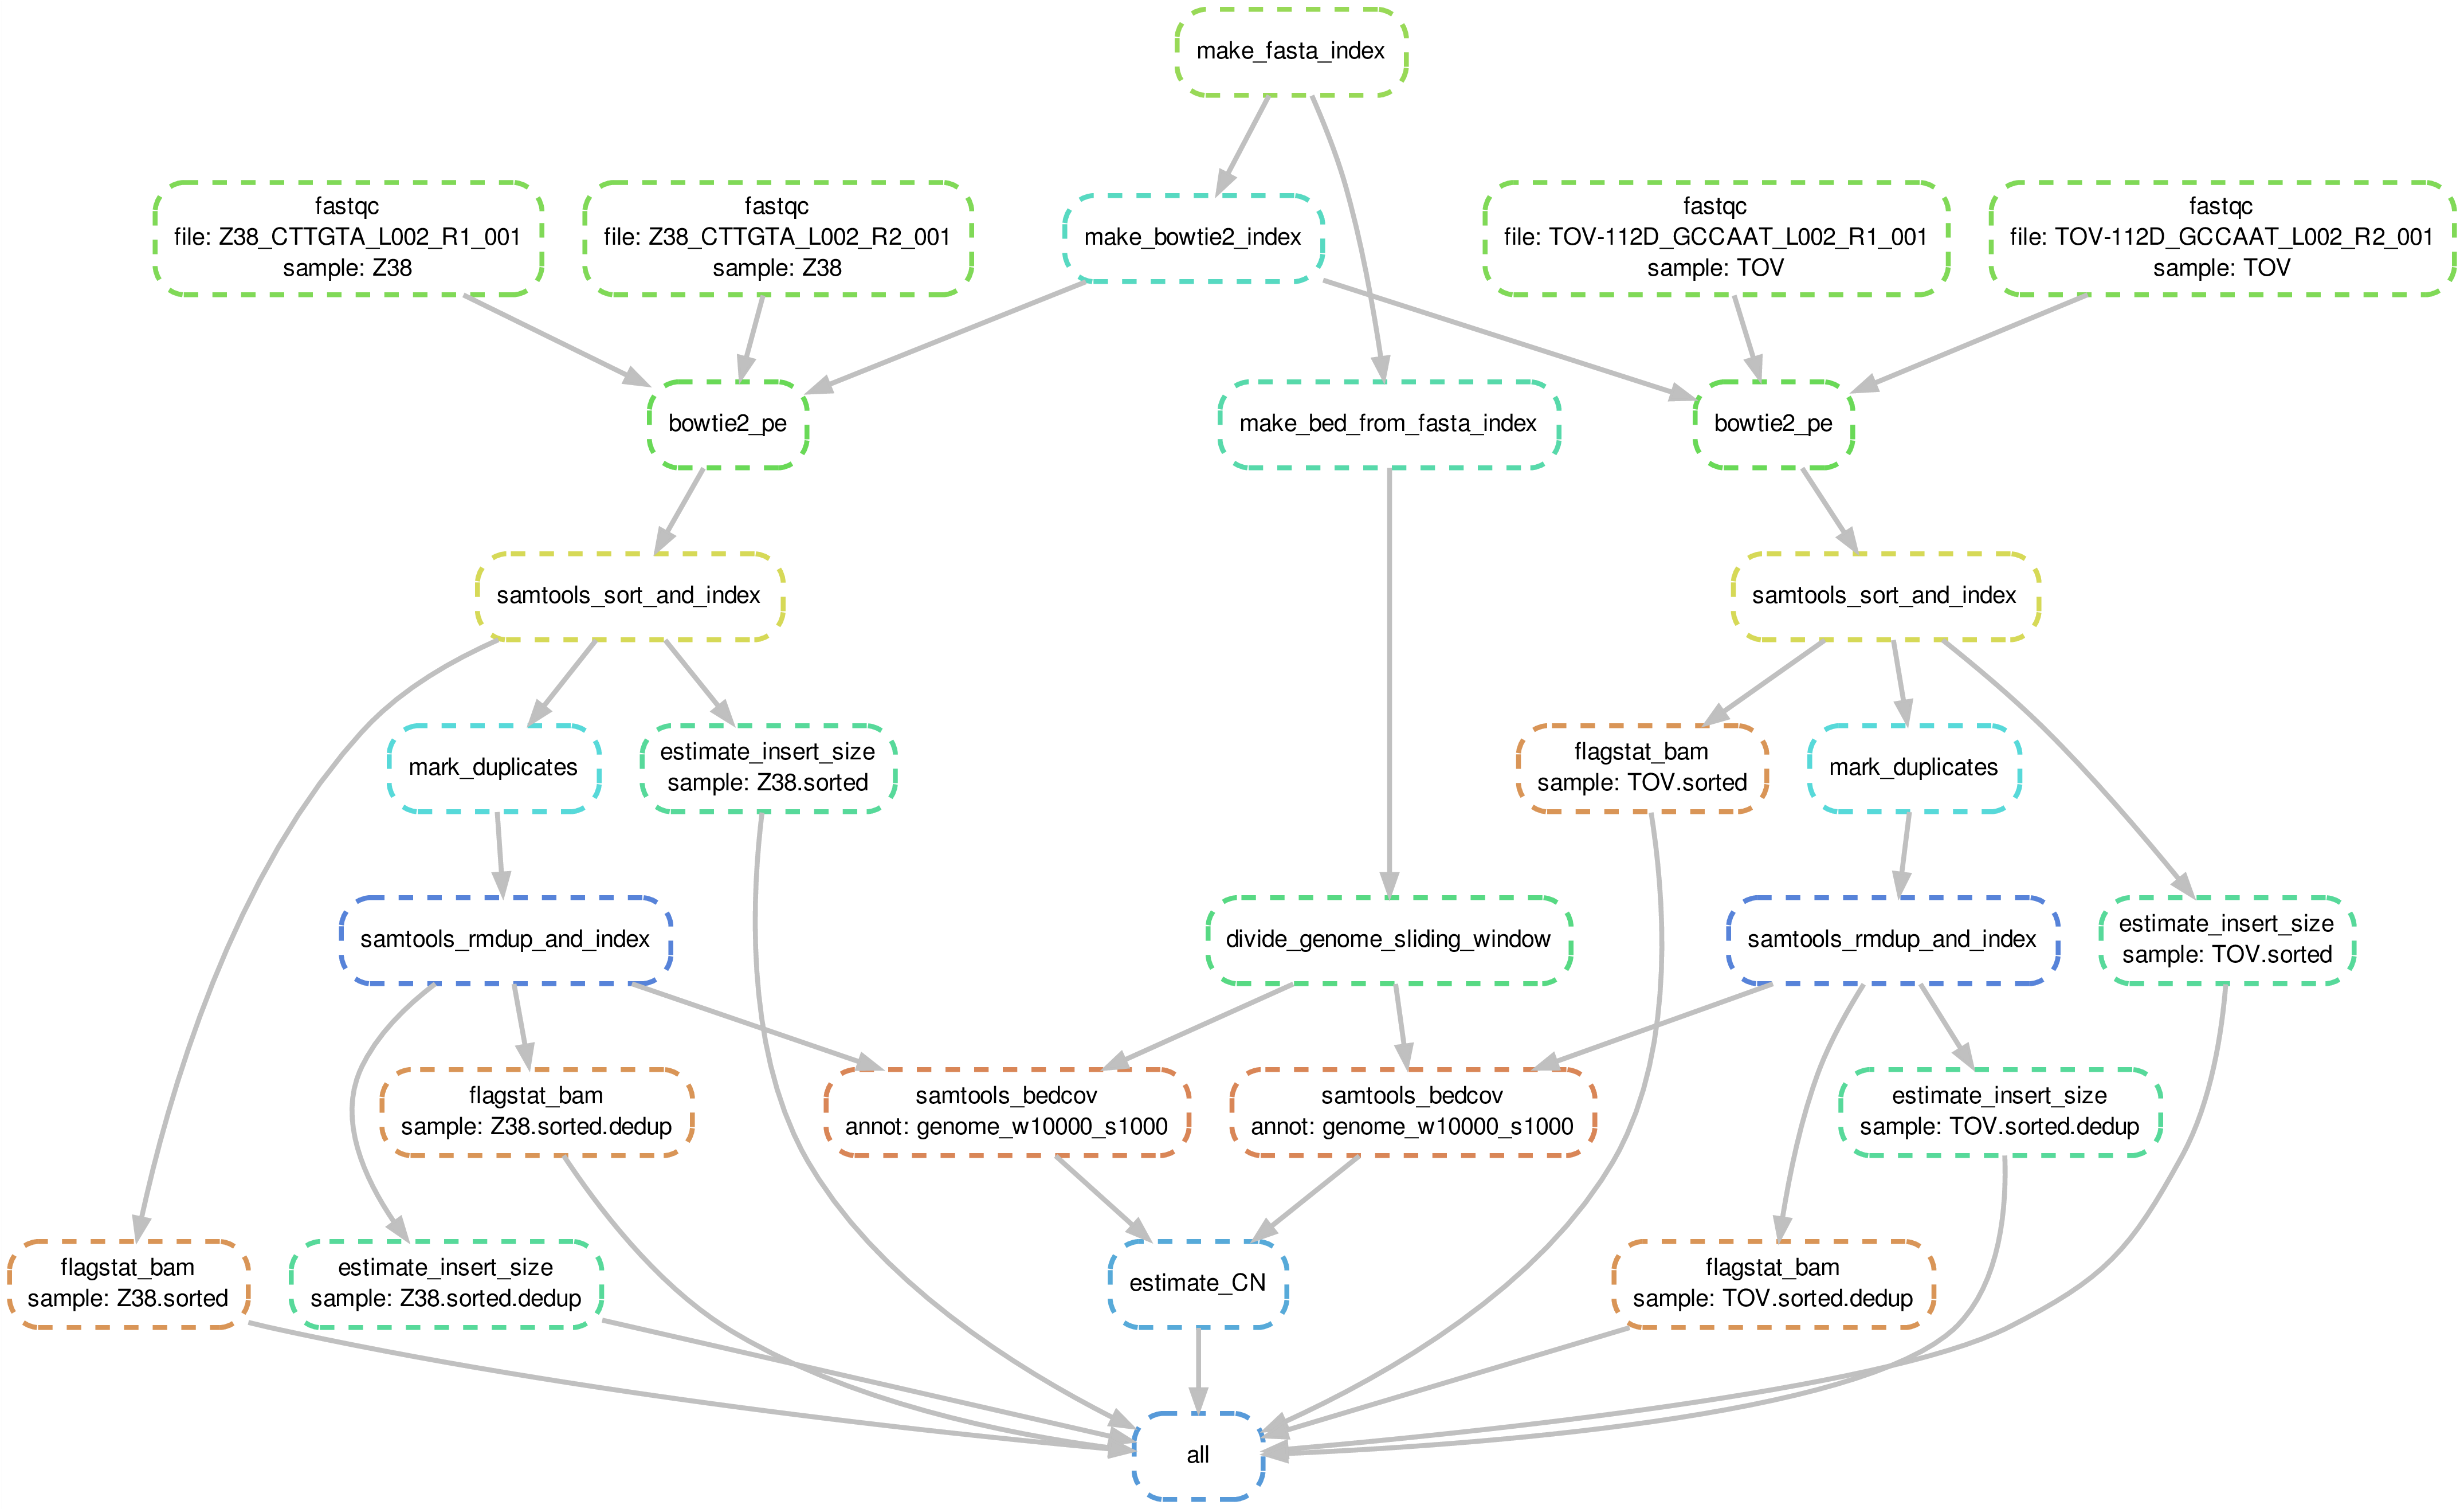 make_fasta_index
fastqc
file: Z38_CTTGTA_L002_R1_001
sample: Z38
fastqc
file: Z38_CTTGTA_L002_R2_001
sample: Z38
make_bowtie2_index
fastqc
file: TOV-112D_GCCAAT_L002_R1_001
sample: TOV
fastqc
file: TOV-112D_GCCAAT_L002_R2_001
sample: TOV
bowtie2_pe
make_bed_from_fasta_index
bowtie2_pe
samtools_sort_and_index
samtools_sort_and_index
mark_duplicates
estimate_insert_size
sample: Z38.sorted
flagstat_bam
sample: TOV.sorted
mark_duplicates
samtools_rmdup_and_index
divide_genome_sliding_window
samtools_rmdup_and_index
estimate_insert_size
sample: TOV.sorted
flagstat_bam
sample: Z38.sorted.dedup
samtools_bedcov
annot: genome_w10000_s1000
samtools_bedcov
annot: genome_w10000_s1000
estimate_insert_size
sample: TOV.sorted.dedup
flagstat_bam
sample: Z38.sorted
estimate_insert_size
sample: Z38.sorted.dedup
estimate_CN
flagstat_bam
sample: TOV.sorted.dedup
all